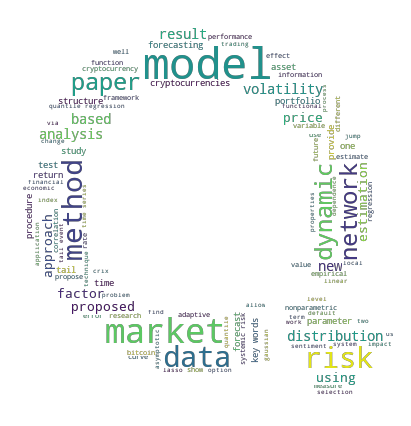 result performance
forecasting trading
model
function well effect
cryptocurrency information
paper cryptocurrencies asset
volatility functional
structure framework portfolio process
quantile regression
based price
via variable different
analysis provide
change use
study one jump
test future
return estimate
financial
economic
method
index
time series
correlation
tail event
rate
procedure
approach
application
technique
tail crix
propose
factor time
problem
proposed
error research
market
find adaptive
data
bitcoin
curve
asymptotic
lasso show option
quantile
forecast
systemic risk
key words
dynamic
network
estimation
regression
dependence
properties
new value local
empirical
linear
level
nonparametric default
parameter two
term
work
distribution us
sentiment system impact
risk
using
measure
selection
gaussian